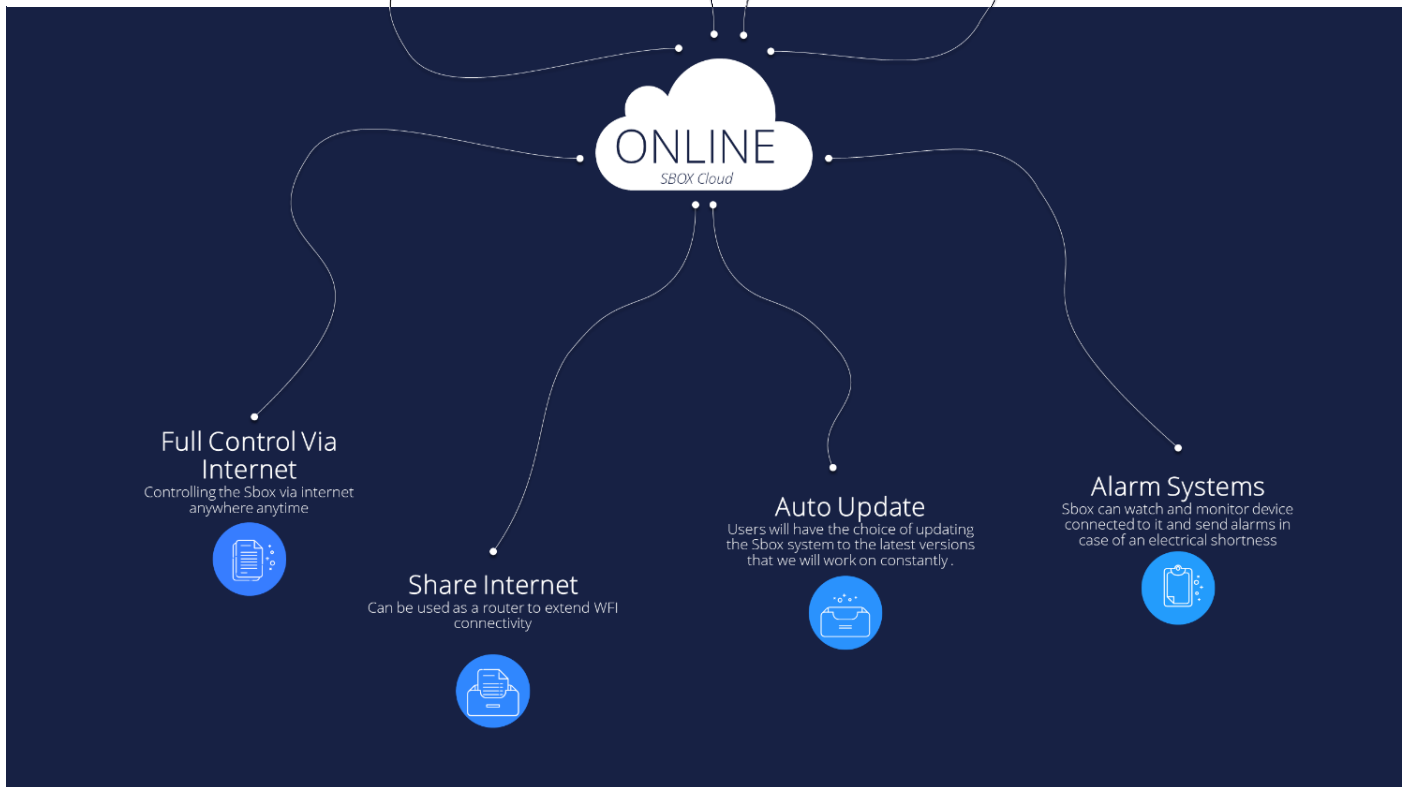 ONLINE
SBOX Cloud
Full Control Via
Internet
Controlling the Sbox via internet
anywhere anytime
Share Internet
Can be used as a router to extend WFI
connectivity
Auto Update
Users will have the choice of updating
the Sbox system to the latest versions
that we will work on constantly.
Alarm Systems
Sbox can watch and monitor device
connected to it and send alarms in
case of an electrical shortness